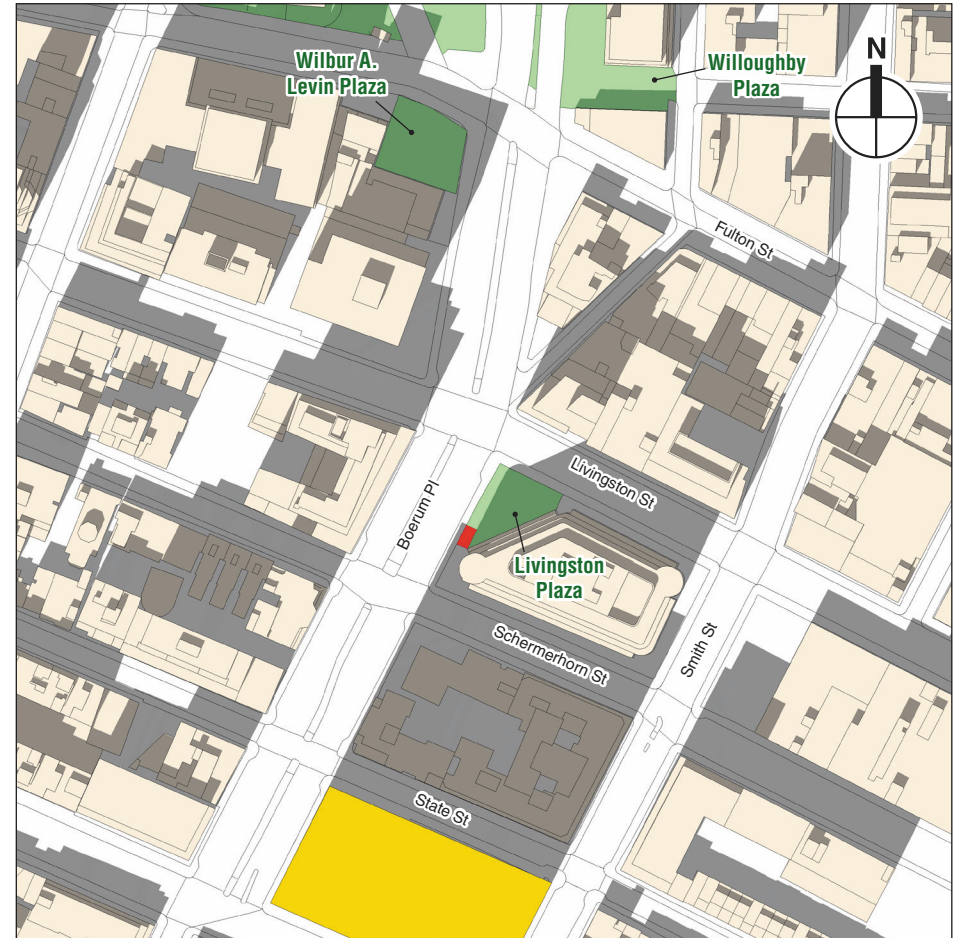 Wilbur A.
Levin Plaza
Willoughby
Plaza
N
Fulton St
Livingston St
Boerum Pl
Livingston
Plaza
Schermerhorn St
Smith St
State St